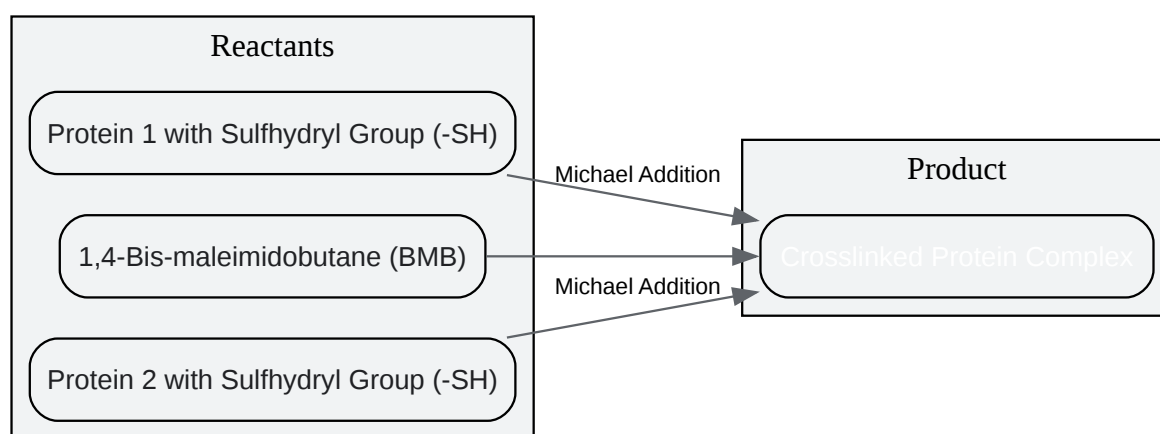 Reactants
Protein 1 with Sulfhydryl Group (-SH)
1,4-Bis-maleimidobutane (BMB)
Protein 2 with Sulfhydryl Group (-SH)
Michael Addition
Michael Addition
Product
Crosslinked Protein Complex